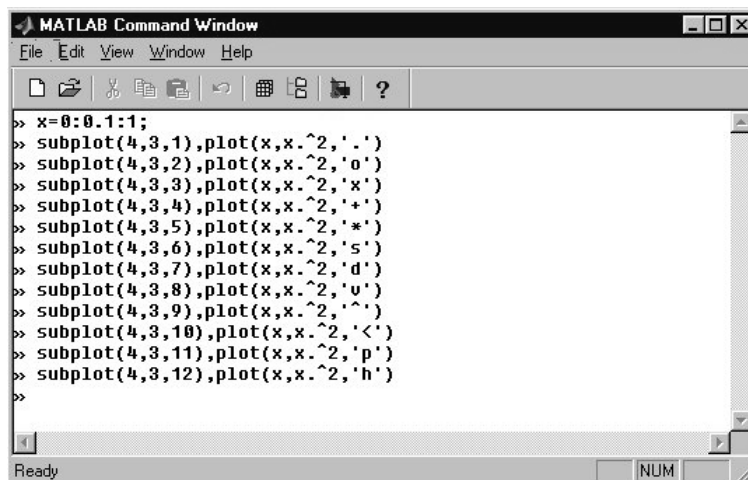 MATLAB Command Window
File Edit View Window Help
?
» x=0:0.1:1;
» subplot(4,3,1),plot(x,x.^2,'.')
» subplot(4,3,2),plot(x,x.^2,'o')
» subplot(4,3,3),plot(x,x.^2,'x')
» subplot(4,3,4),plot(x,x.^2,'+')
» subplot(4,3,5),plot(x,x.^2,'*')
» subplot(4,3,6),plot(x,x.^2,'s')
» subplot(4,3,7),plot(x,x.^2,'d')
» subplot(4,3,8),plot(x,x.^2,'v')
» subplot(4,3,9),plot(x,x.^2,'^')
» subplot(4,3,10),plot(x,x.^2,'<')
» subplot(4,3,11),plot(x,x.^2,'p')
» subplot(4,3,12),plot(x,x.^2,'h')
»
Ready NUM